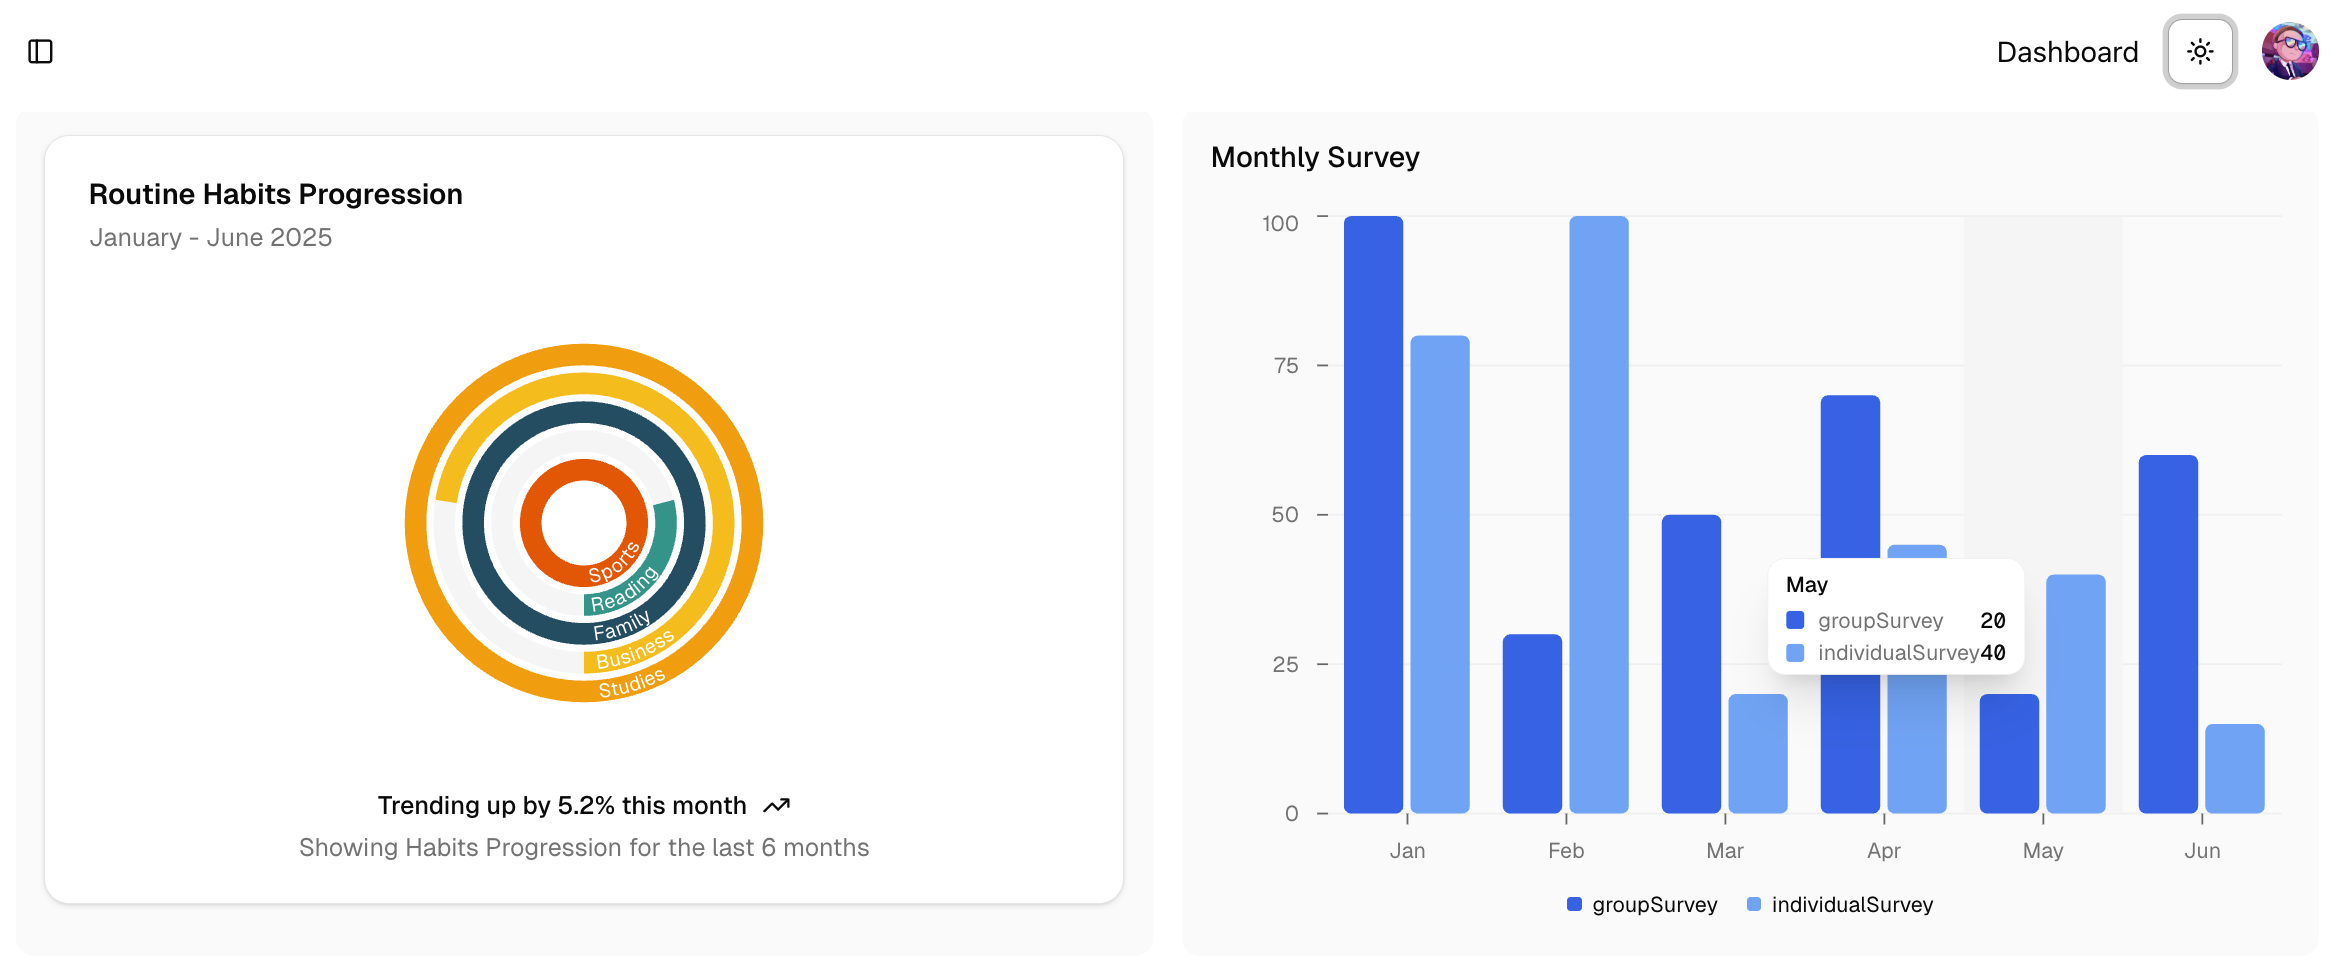 Dashboard
Routine Habits Progression
January - June 2025
Sports
Reading
Family
Business
Studies
Trending up by 5.2% this month
Showing Habits Progression for the last 6 months
Monthly Survey
100
75
50
25
0
May
groupSurvey 20
individualSurvey 40
Jan Feb Mar Apr May Jun
groupSurvey individualSurvey